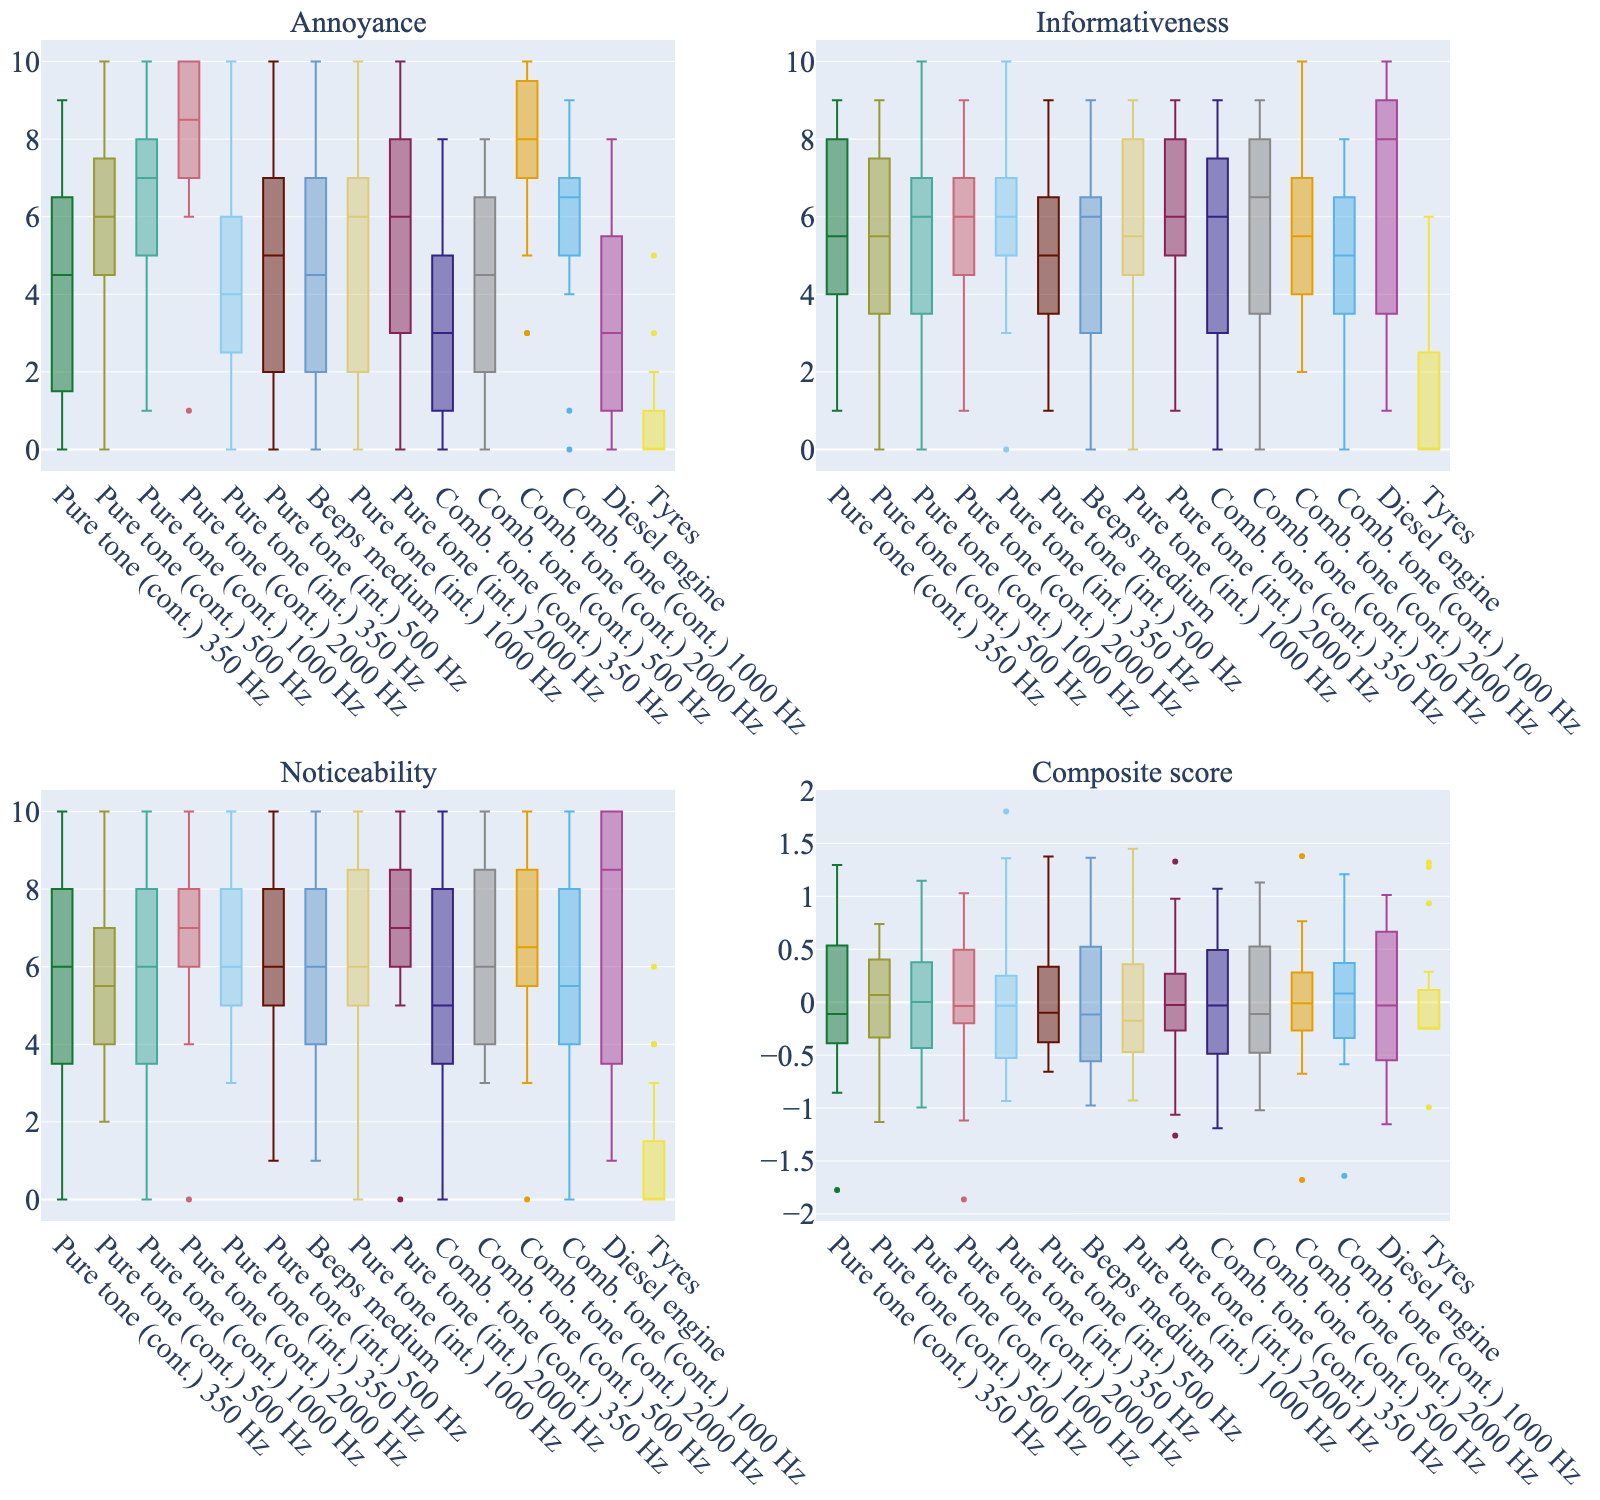 Annoyance
10
8
6
4
2
0
Pure tone (cont.) 350 Hz
Pure tone (cont.) 500 Hz
Pure tone (cont.) 1000 Hz
Pure tone (cont.) 2000 Hz
Pure tone (int.) 350 Hz
Pure tone (int.) 500 Hz
Beeps medium
Pure tone (int.) 1000 Hz
Pure tone (int.) 2000 Hz
Comb. tone (cont.) 350 Hz
Comb. tone (cont.) 500 Hz
Comb. tone (cont.) 2000 Hz
Comb. tone (cont.) 1000 Hz
Diesel engine
Tyres
Informativeness
10
8
6
4
2
0
Pure tone (cont.) 350 Hz
Pure tone (cont.) 500 Hz
Pure tone (cont.) 1000 Hz
Pure tone (cont.) 2000 Hz
Pure tone (int.) 350 Hz
Pure tone (int.) 500 Hz
Beeps medium
Pure tone (int.) 1000 Hz
Pure tone (int.) 2000 Hz
Comb. tone (cont.) 350 Hz
Comb. tone (cont.) 500 Hz
Comb. tone (cont.) 2000 Hz
Comb. tone (cont.) 1000 Hz
Diesel engine
Tyres
Noticeability
10
8
6
4
2
0
Pure tone (cont.) 350 Hz
Pure tone (cont.) 500 Hz
Pure tone (cont.) 1000 Hz
Pure tone (cont.) 2000 Hz
Pure tone (int.) 350 Hz
Pure tone (int.) 500 Hz
Beeps medium
Pure tone (int.) 1000 Hz
Pure tone (int.) 2000 Hz
Comb. tone (cont.) 350 Hz
Comb. tone (cont.) 500 Hz
Comb. tone (cont.) 2000 Hz
Comb. tone (cont.) 1000 Hz
Diesel engine
Tyres
Composite score
2
1.5
1
0.5
0
−0.5
−1
−1.5
−2
Pure tone (cont.) 350 Hz
Pure tone (cont.) 500 Hz
Pure tone (cont.) 1000 Hz
Pure tone (cont.) 2000 Hz
Pure tone (int.) 350 Hz
Pure tone (int.) 500 Hz
Beeps medium
Pure tone (int.) 1000 Hz
Pure tone (int.) 2000 Hz
Comb. tone (cont.) 350 Hz
Comb. tone (cont.) 500 Hz
Comb. tone (cont.) 2000 Hz
Comb. tone (cont.) 1000 Hz
Diesel engine
Tyres